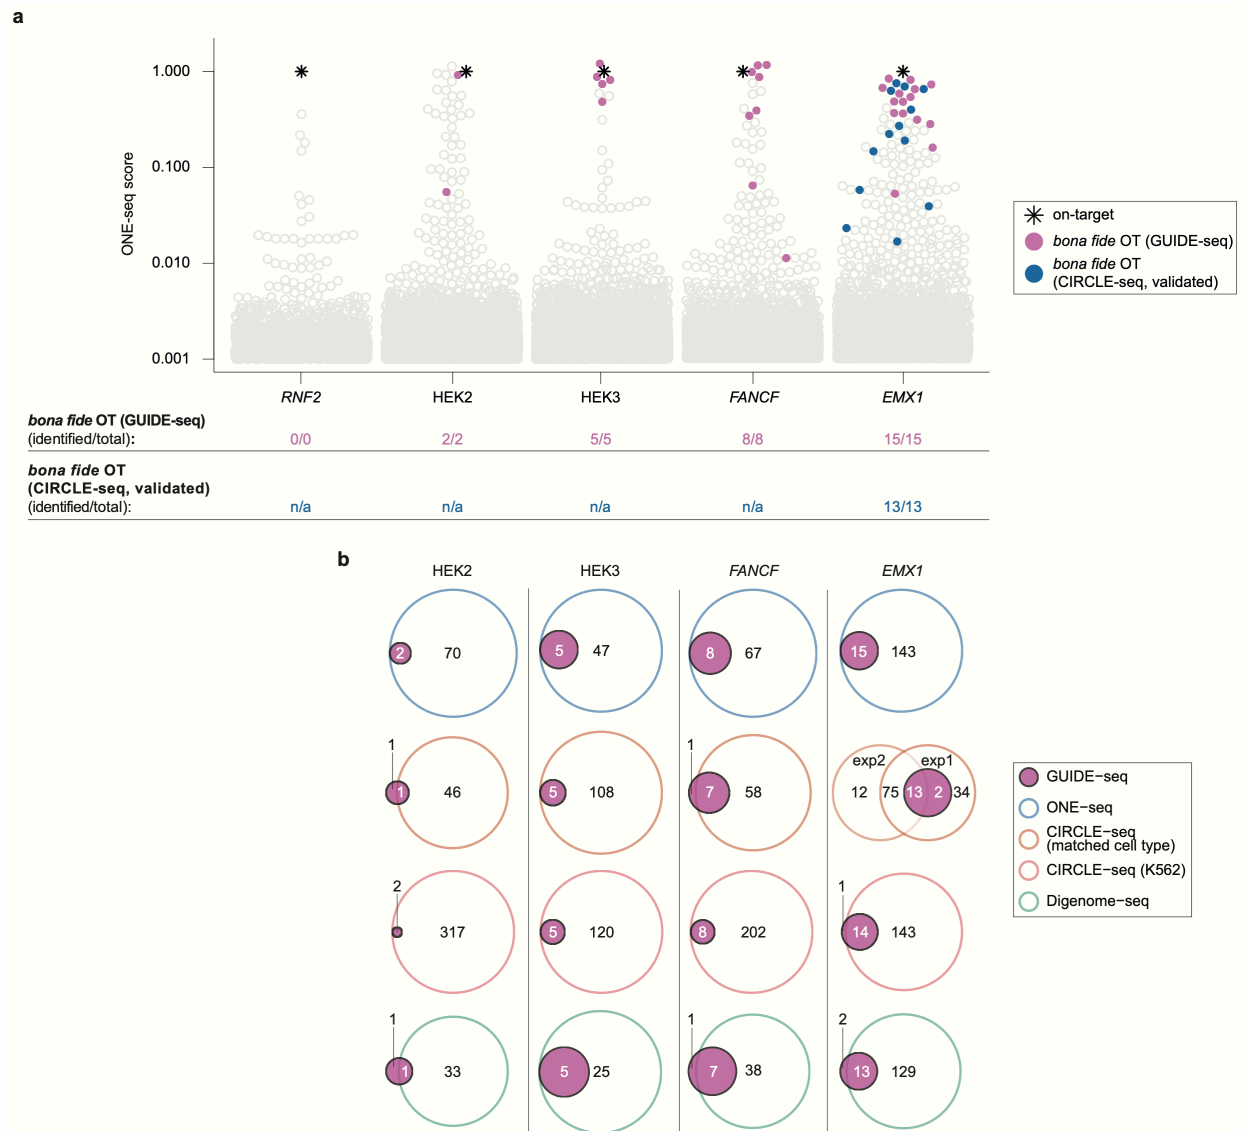 a
ONE-seq score
1.000
0.100
0.010
0.001
RNF2 HEK2 HEK3 FANCF EMX1
on-target
bona fide OT (GUIDE-seq)
bona fide OT
(CIRCLE-seq, validated)
bona fide OT (GUIDE-seq)
(identified/total): 0/0 2/2 5/5 8/8 15/15
bona fide OT
(CIRCLE-seq, validated)
(identified/total): n/a n/a n/a n/a 13/13
b
HEK2 HEK3 FANCF EMX1
2 70 5 47 8 67 15 143
1 1
exp2 exp1
1 46 5 108 7 58 12 75 13 2 34
2 1
317 5 120 8 202 14 143
1 1 2
1 33 5 25 7 38 13 129
GUIDE−seq
ONE−seq
CIRCLE−seq
(matched cell type)
CIRCLE−seq (K562)
Digenome−seq